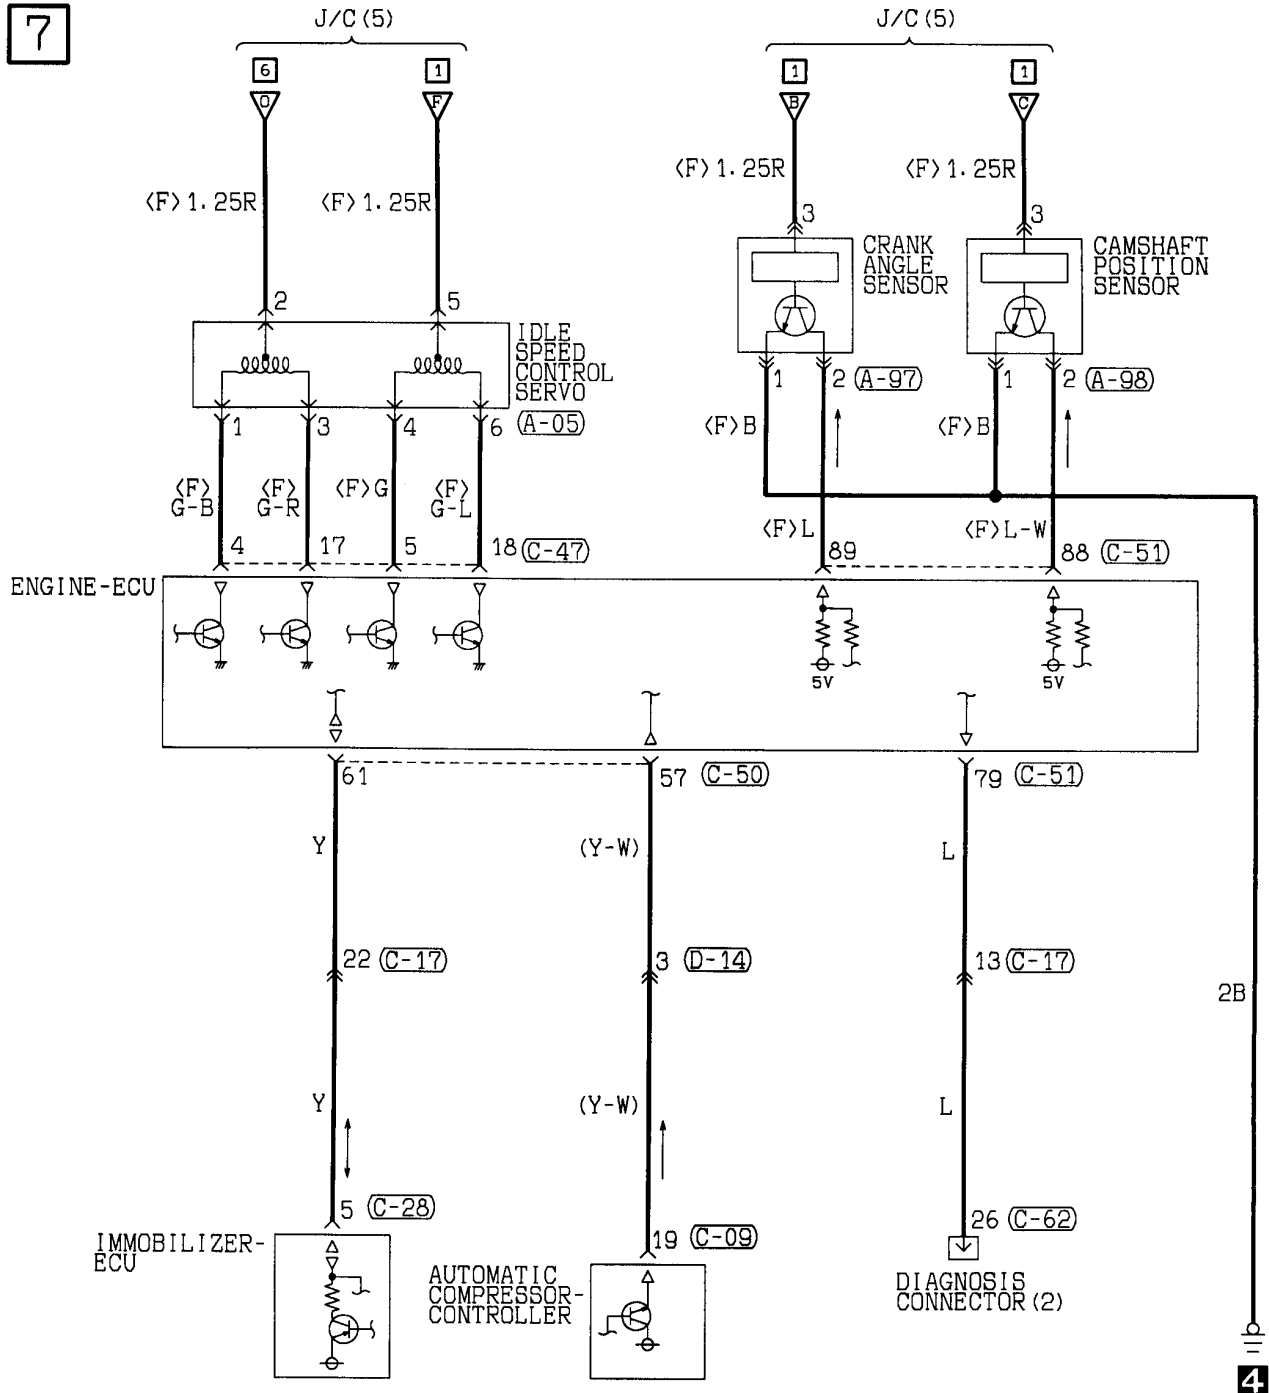 7
J/C(5)
J/C(5)
6
1
1
1
O
F
B
C
<F>1.25R
<F>1.25R
<F>1.25R
<F>1.25R
3
3
CRANK
ANGLE
SENSOR
CAMSHAFT
POSITION
SENSOR
2
5
IDLE
SPEED
CONTROL
SERVO
1
2
(A-97)
1
2
(A-98)
1
3
4
6
(A-05)
<F>B
<F>B
<F>
G-B
<F>
G-R
<F>G
<F>
G-L
<F>L
<F>L-W
4
17
5
18
(C-47)
89
88
(C-51)
ENGINE-ECU
5V
5V
61
57
(C-50)
79
(C-51)
Y
(Y-W)
L
22
(C-17)
3
(D-14)
13
(C-17)
2B
Y
(Y-W)
L
5
(C-28)
19
(C-09)
26
(C-62)
IMMOBILIZER-
ECU
AUTOMATIC
COMPRESSOR-
CONTROLLER
DIAGNOSIS
CONNECTOR(2)
4